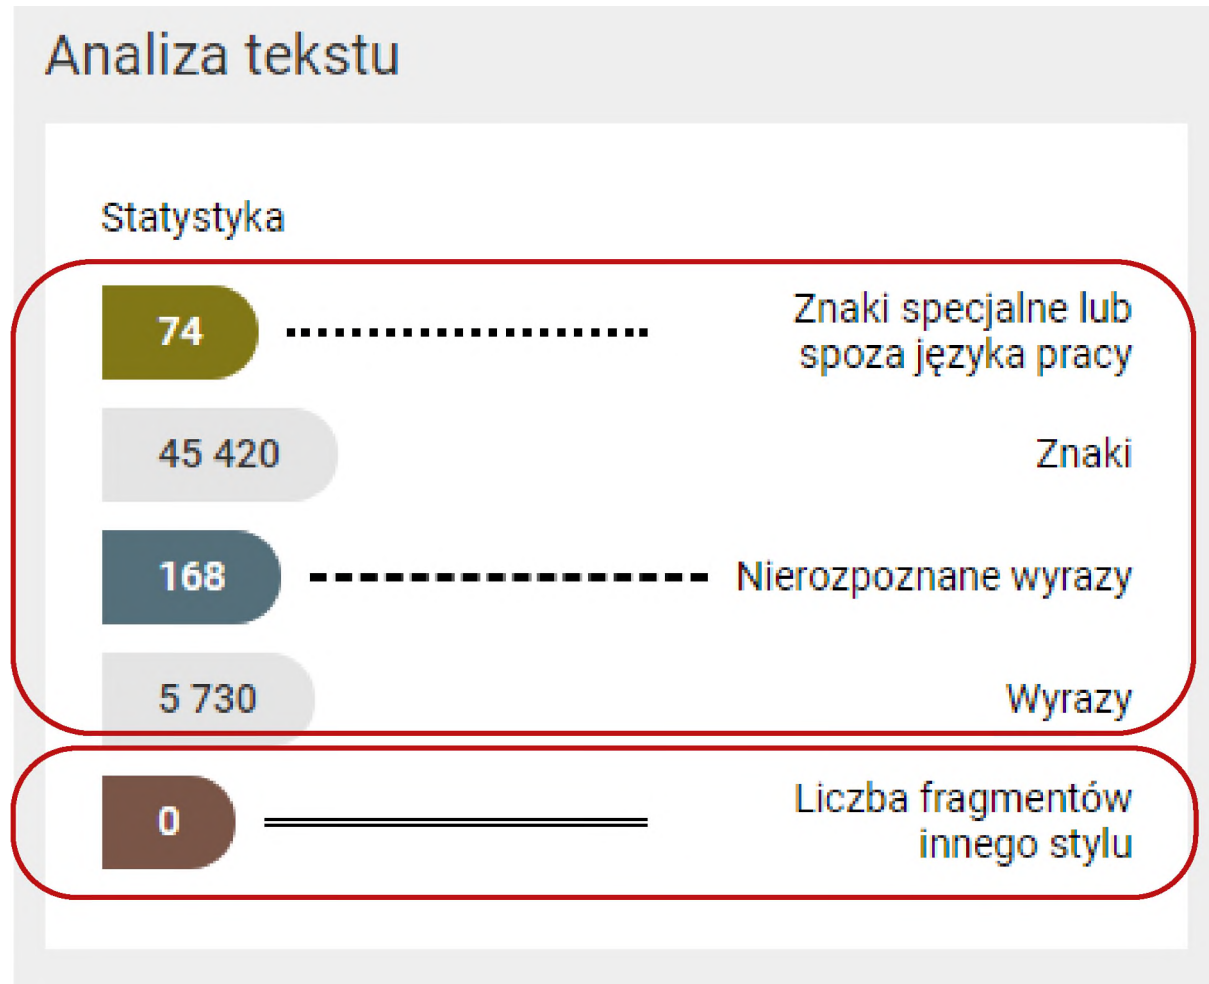 Analiza tekstu
Statystyka
74 Znaki specjalne lub
spoza języka pracy
45 420 Znaki
168 Nierozpoznane wyrazy
5 730 Wyrazy
0 Liczba fragmentów
innego stylu